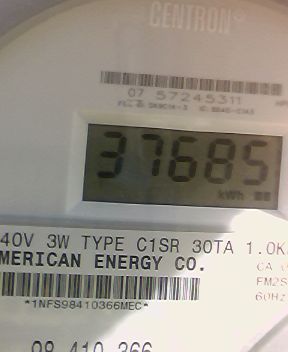 CENTRON®
07 57245311
37685
kWh
40V 3W TYPE C1SR 30TA 1.0K
MERICAN ENERGY CO.
CA
FM2S
60Hz
*1NFS98410366MEC*
98 410 366